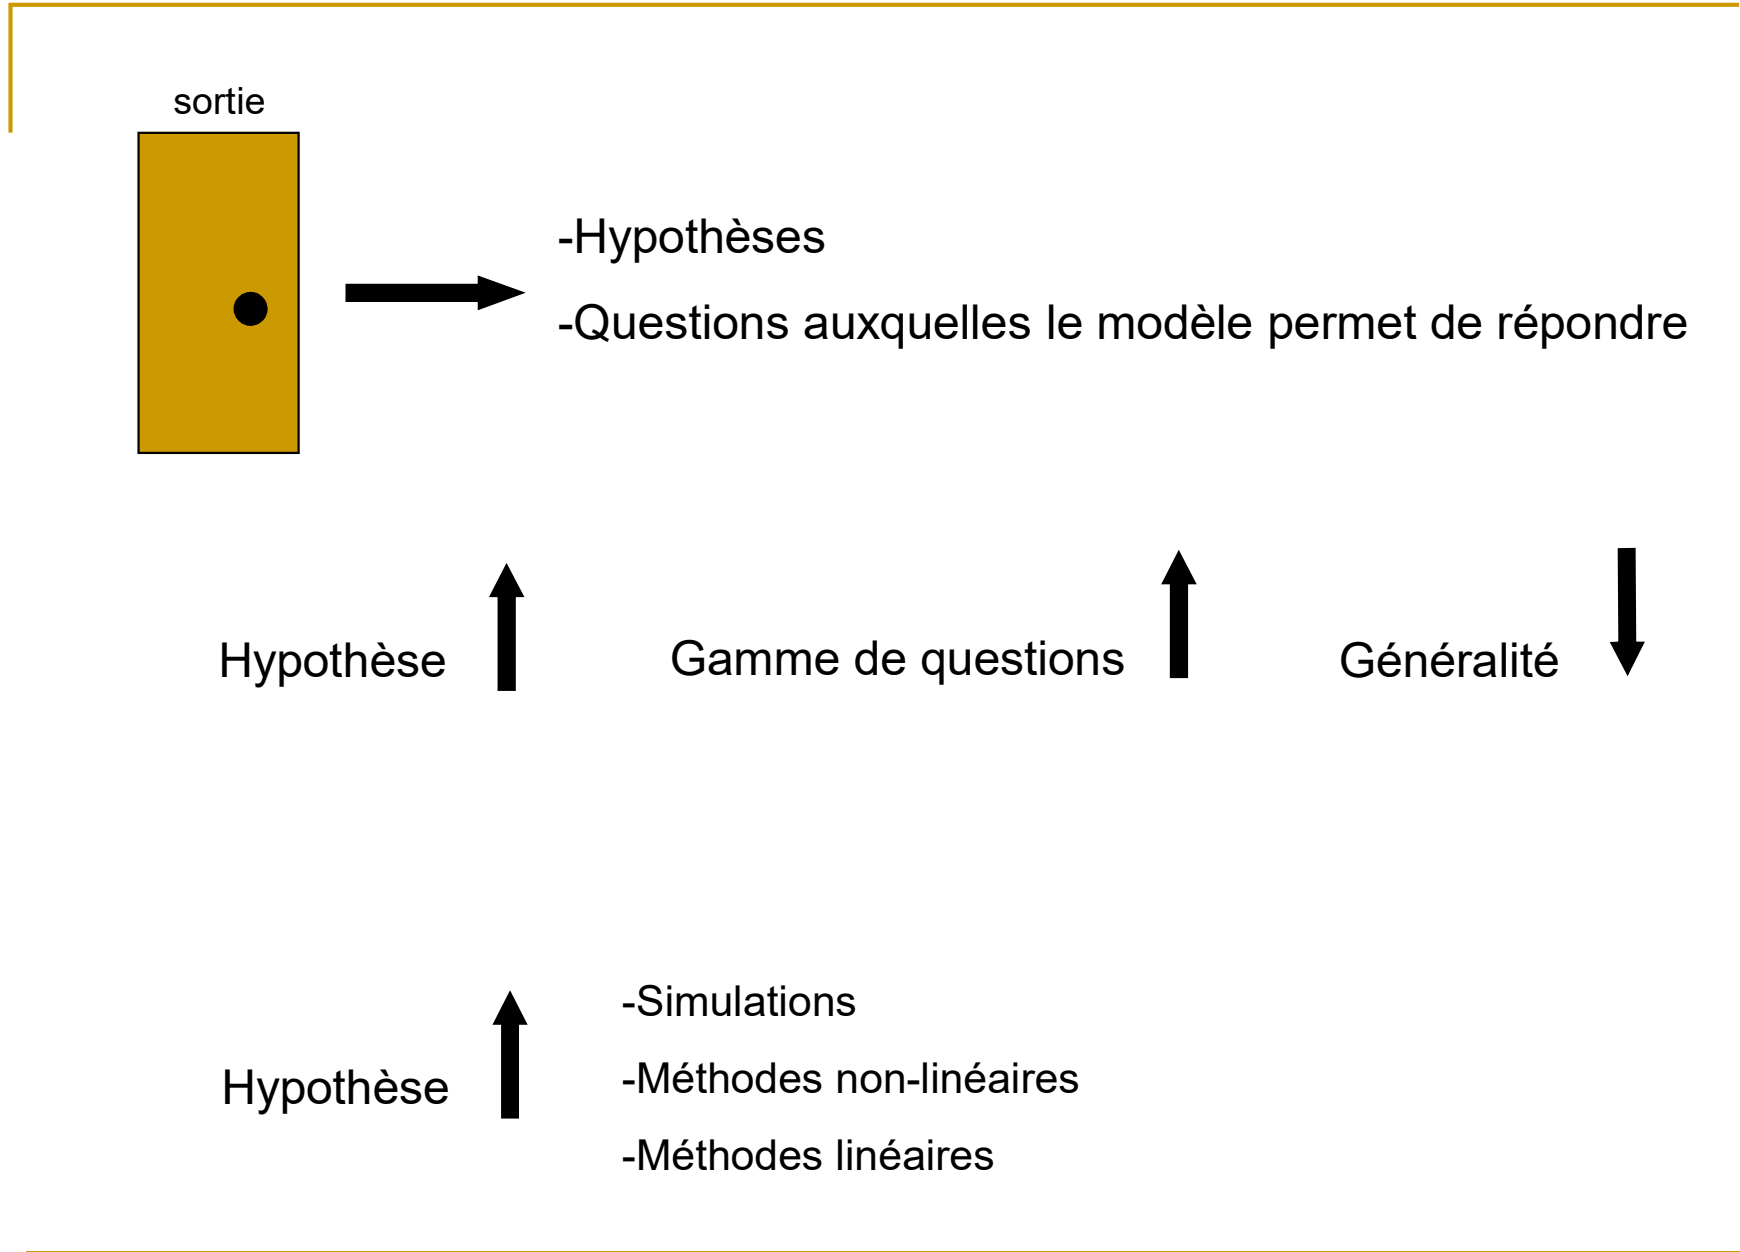 sortie
-Hypothèses
-Questions auxquelles le modèle permet de répondre
Hypothèse
Gamme de questions
Généralité
Hypothèse
-Simulations
-Méthodes non-linéaires
-Méthodes linéaires